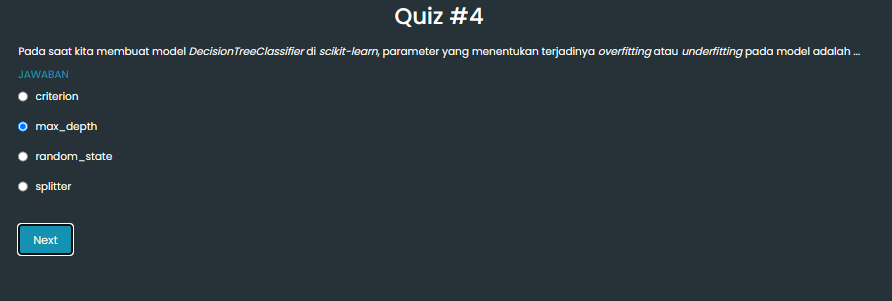 Quiz #4
Pada saat kita membuat model DecisionTreeClassifier di scikit-learn, parameter yang menentukan terjadinya overfitting atau underfitting pada model adalah ...
JAWABAN
criterion
max_depth
random_state
splitter
Next